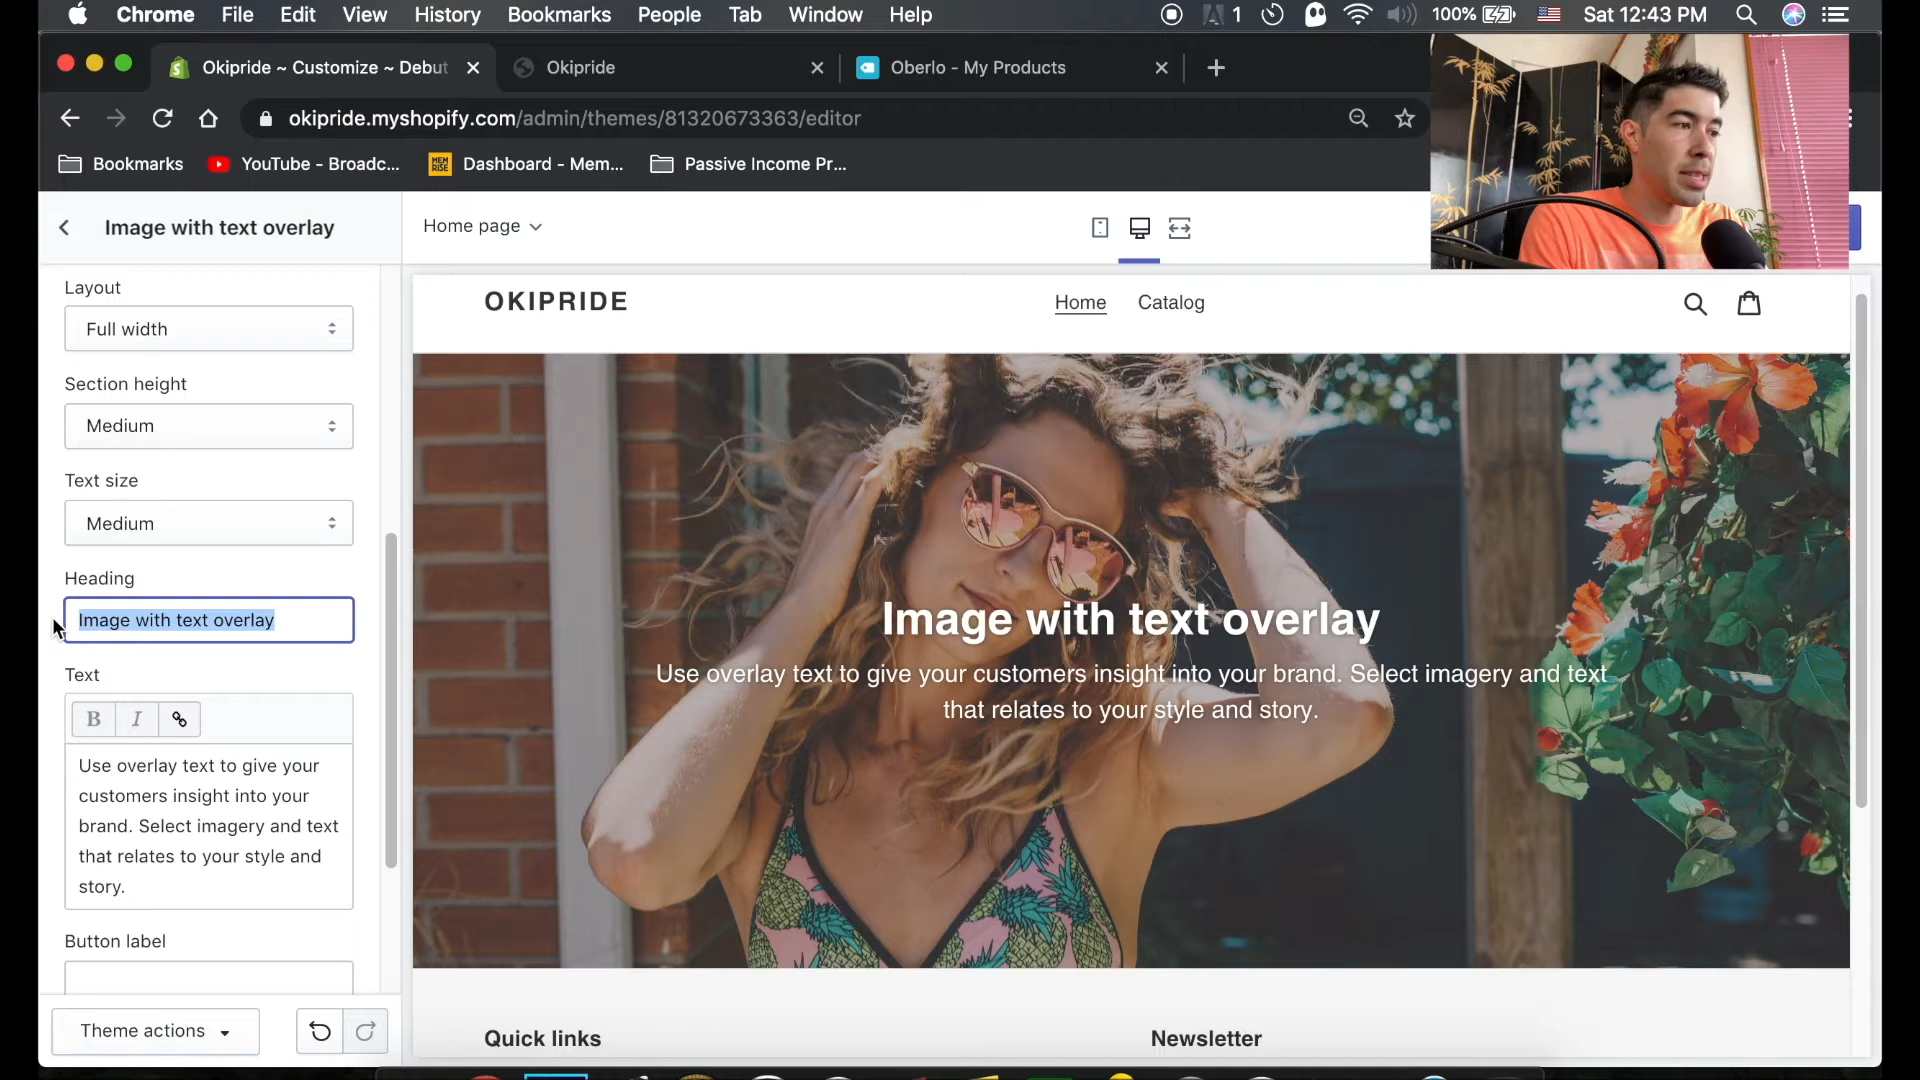 Chrome File Edit View History Bookmarks People Tab Window Help
1 100% Sat 12:43 PM
Okipride ~ Customize ~ Debut
Okipride
Oberlo - My Products
okipride.myshopify.com/admin/themes/81320673363/editor
Bookmarks
YouTube - Broadc...
MEM
RISE
Dashboard - Mem...
Passive Income Pr...
Image with text overlay
Home page
Layout
Full width
Section height
Medium
Text size
Medium
Heading
Image with text overlay
Text
B I
Use overlay text to give your
customers insight into your
brand. Select imagery and text
that relates to your style and
story.
Button label
Theme actions
OKIPRIDE
Home Catalog
Image with text overlay
Use overlay text to give your customers insight into your brand. Select imagery and text
that relates to your style and story.
Quick links
Newsletter